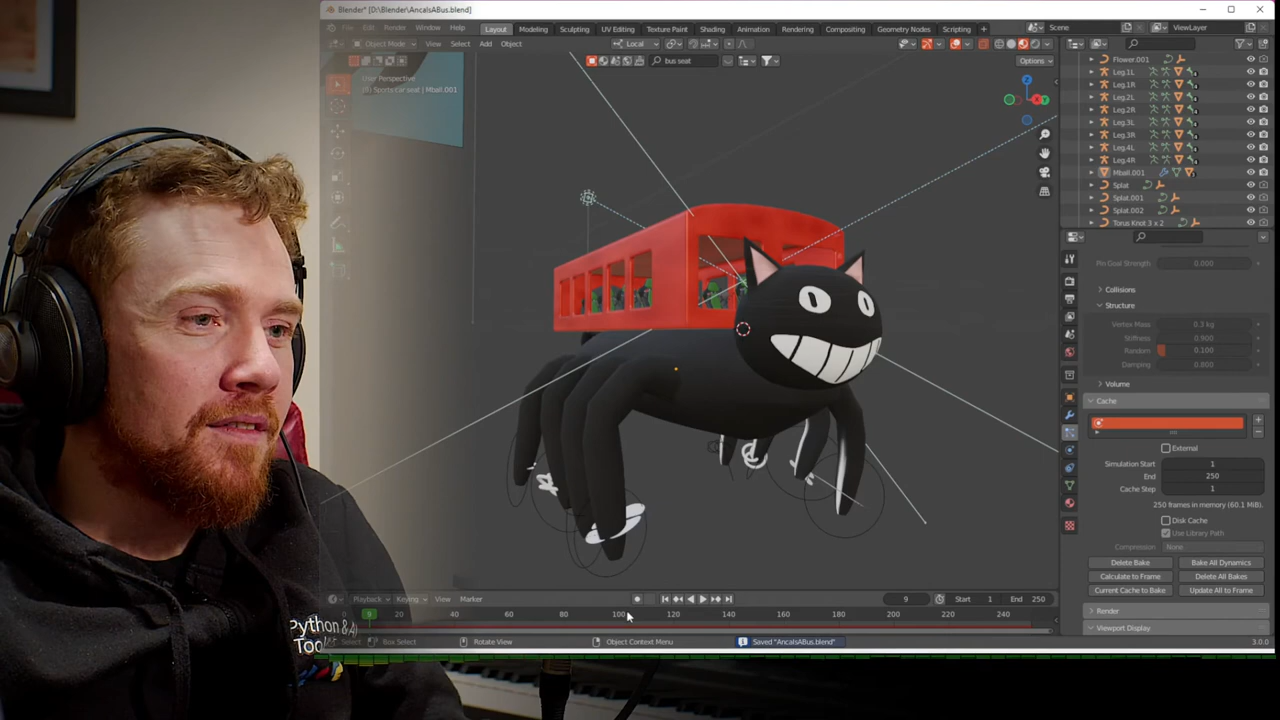 Blender* [D:\Blender\AncalsABus.blend]
File Edit Render Window Help Layout Modeling Sculpting UV Editing Texture Paint Shading Animation Rendering Compositing Geometry Nodes Scripting Scene ViewLayer
Object Mode View Select Add Object Local
bus seat Options
User Perspective
(6) Sports car seat | Mball.001
Z
X
Y
Flower.001
Leg.1L
Leg.1R
Leg.2L
Leg.2R
Leg.3L
Leg.3R
Leg.4L
Leg.4R
Mball.001
Splat
Splat.001
Splat.002
Torus Knot 3 x 2
Pin Goal Strength 0.000
Collisions
Structure
Vertex Mass 0.3 kg
Stiffness 0.900
Random 0.100
Damping 0.800
Volume
Cache
External
Simulation Start 1
End 250
Cache Step 1
250 frames in memory (60.1 MiB).
Disk Cache
Use Library Path
Compression None
Delete Bake Bake All Dynamics
Calculate to Frame Delete All Bakes
Current Cache to Bake Update All to Frame
Render
Viewport Display
Playback Keying View Marker 9 Start 1 End 250
0 9 20 40 60 80 100 120 140 160 180 200 220 240
Select Box Select Rotate View Object Context Menu Saved "AncalsABus.blend" 3.0.0
Python &